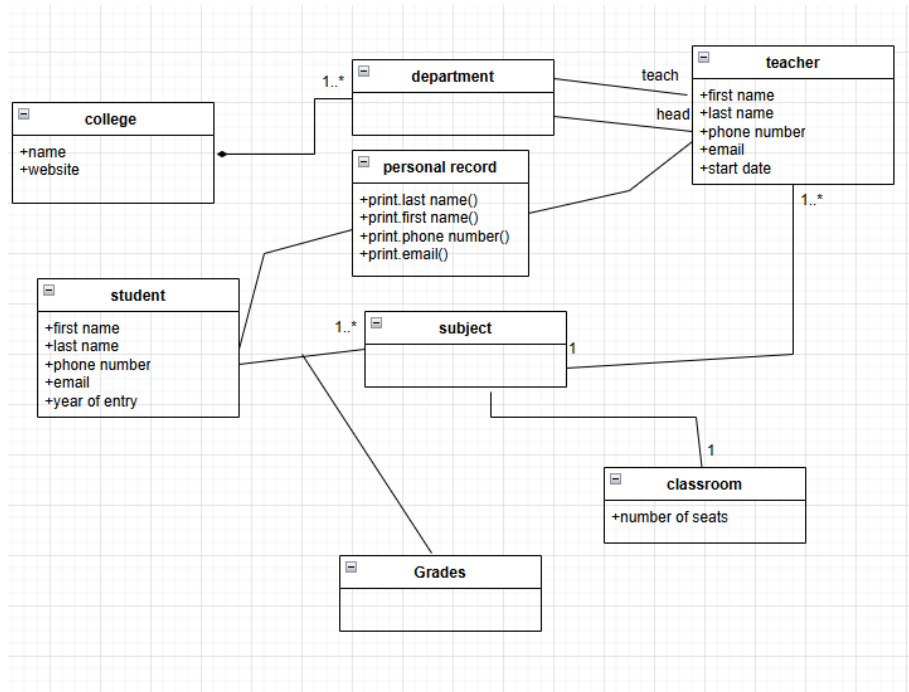 1..*
department
teach
head
teacher
+first name
+last name
+phone number
+email
+start date
1..*
college
+name
+website
personal record
+print.last name()
+print.first name()
+print.phone number()
+print.email()
student
+first name
+last name
+phone number
+email
+year of entry
1..*
subject
1
1
classroom
+number of seats
Grades